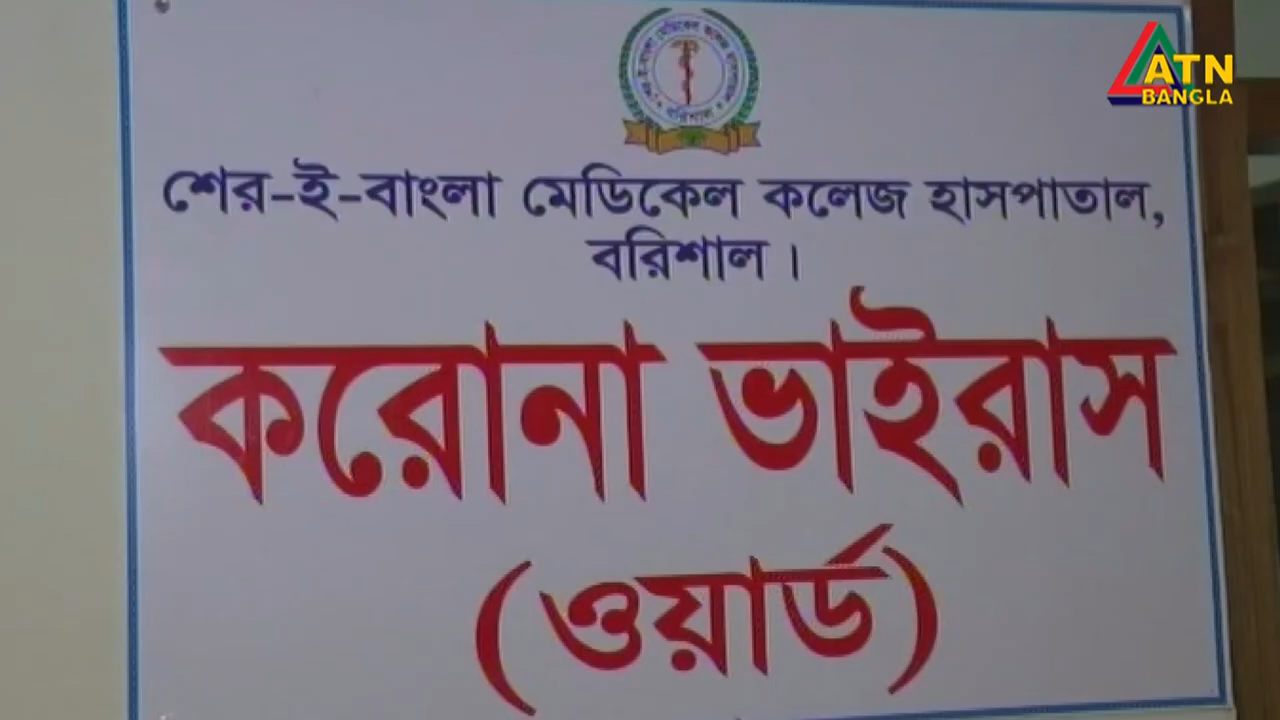 ATN
BANGLA
শের-ই-বাংলা মেডিকেল কলেজ হাসপাতাল,
বরিশাল।
করোনা ভাইরাস
(ওয়ার্ড)